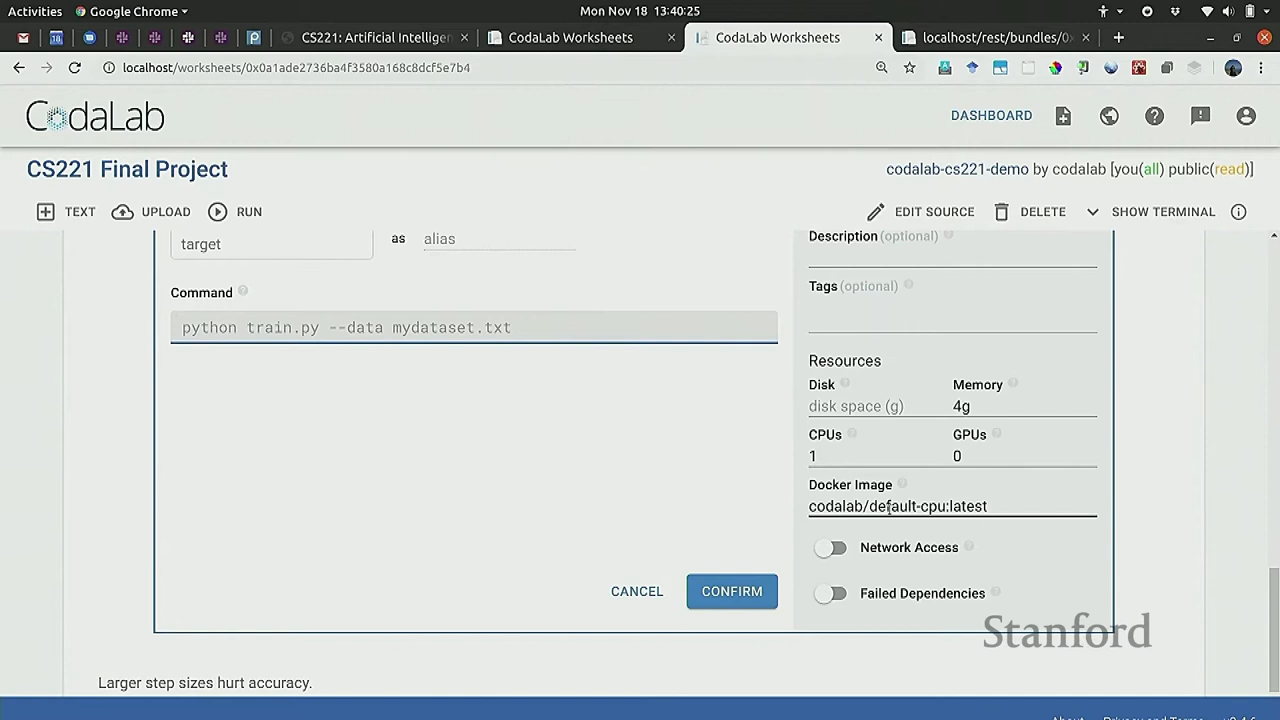 Activities Google Chrome Mon Nov 18 13:40:25
CS221: Artificial Intelligen CodaLab Worksheets CodaLab Worksheets localhost/rest/bundles/0x
localhost/worksheets/0x0a1ade2736ba4f3580a168c8dcf5e7b4
CodaLab DASHBOARD
CS221 Final Project codalab-cs221-demo by codalab [you(all) public(read)]
TEXT UPLOAD RUN EDIT SOURCE DELETE SHOW TERMINAL
target as alias
Description (optional)
Command
Tags (optional)
python train.py --data mydataset.txt
Resources
Disk Memory
disk space (g) 4g
CPUs GPUs
1 0
Docker Image
codalab/default-cpu:latest
Network Access
CANCEL CONFIRM
Failed Dependencies
Stanford
Larger step sizes hurt accuracy.